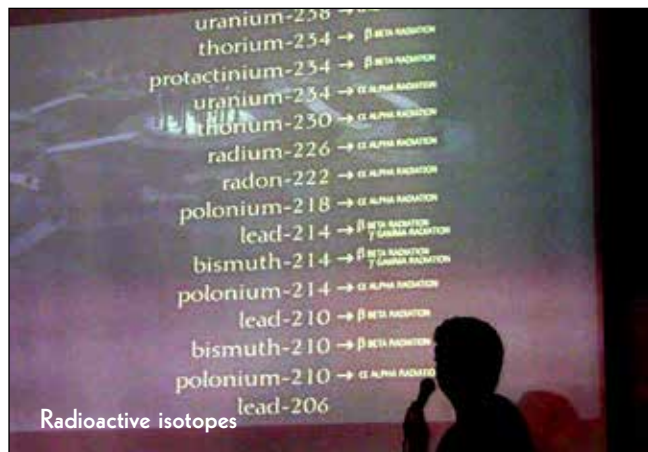 uranium-238 →
thorium-234 → β BETA RADIATION
protactinium-234 → β BETA RADIATION
uranium-234 → α ALPHA RADIATION
thorium-230 → α ALPHA RADIATION
radium-226 → α ALPHA RADIATION
radon-222 → α ALPHA RADIATION
polonium-218 → α ALPHA RADIATION
lead-214 → β BETA RADIATION
γ GAMMA RADIATION
bismuth-214 → β BETA RADIATION
γ GAMMA RADIATION
polonium-214 → α ALPHA RADIATION
lead-210 → β BETA RADIATION
bismuth-210 → β BETA RADIATION
polonium-210 → α ALPHA RADIATION
lead-206
Radioactive isotopes